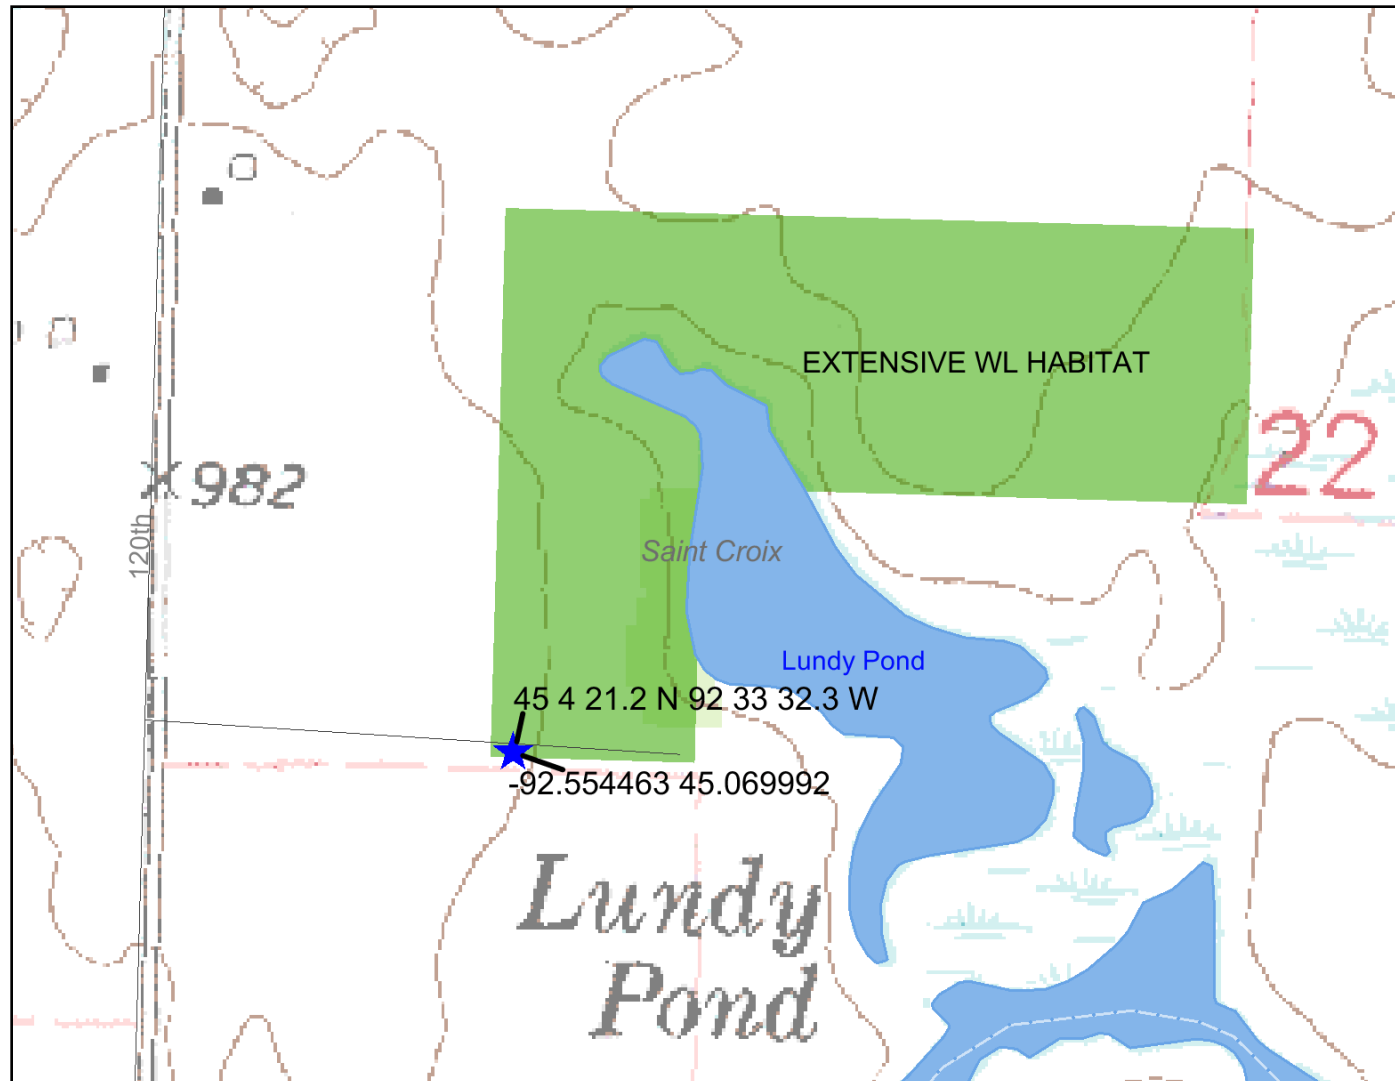 EXTENSIVE WL HABITAT
22
982
120th
Saint Croix
Lundy Pond
45 4 21.2 N 92 33 32.3 W
-92.554463 45.069992
Lundy
Pond